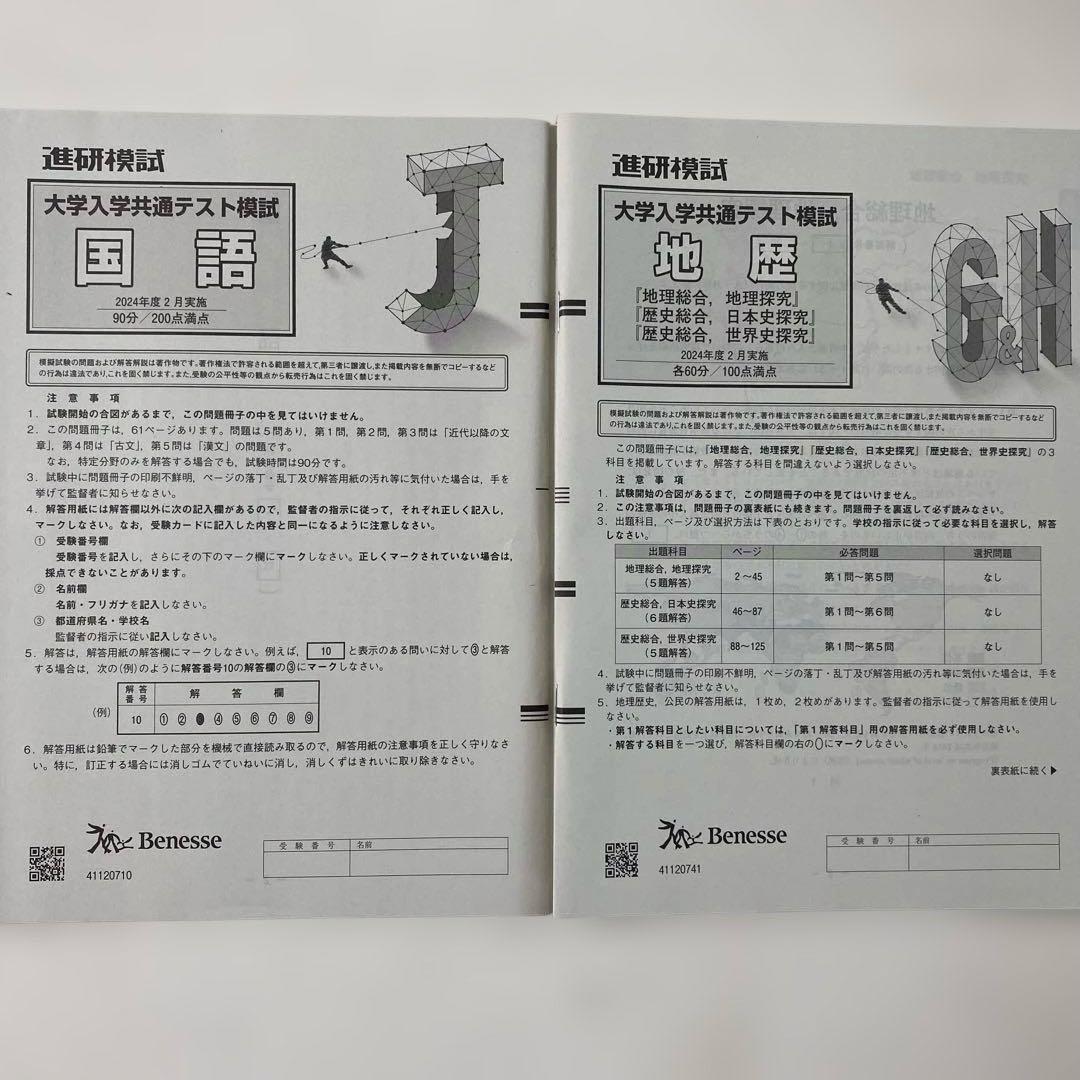 進研模試
大学入学共通テスト模試
国 語
2024年度2月実施
90分/200点満点
J
模擬試験の問題および解答解説は著作物です。著作権法で許容される範囲を超えて,第三者に譲渡し,また掲載内容を無断でコピーするなど
の行為は違法であり,これを固く禁じます。また,受験の公平性等の観点から転売行為はこれを固く禁じます。
注 意 事 項
1. 試験開始の合図があるまで,この問題冊子の中を見てはいけません。
2. この問題冊子は,61ページあります。問題は5問あり,第1問,第2問,第3問は「近代以降の文
章」,第4問は「古文」,第5問は「漢文」の問題です。
なお,特定分野のみを解答する場合でも,試験時間は90分です。
3. 試験中に問題冊子の印刷不鮮明,ページの落丁・乱丁及び解答用紙の汚れ等に気付いた場合は,手を
挙げて監督者に知らせなさい。
4. 解答用紙には解答欄以外に次の記入欄があるので,監督者の指示に従って,それぞれ正しく記入し,
マークしなさい。なお,受験カードに記入した内容と同一になるように注意しなさい。
① 受験番号欄
受験番号を記入し,さらにその下のマーク欄にマークしなさい。正しくマークされていない場合は,
採点できないことがあります。
② 名前欄
名前・フリガナを記入しなさい。
③ 都道府県名・学校名
監督者の指示に従い記入しなさい。
5. 解答は,解答用紙の解答欄にマークしなさい。例えば, 10 と表示のある問いに対して③と解答
する場合は,次の(例)のように解答番号10の解答欄の③にマークしなさい。
(例)
解答番号 解 答 欄
10 ① ② ● ④ ⑤ ⑥ ⑦ ⑧ ⑨
6. 解答用紙は鉛筆でマークした部分を機械で直接読み取るので,解答用紙の注意事項を正しく守りなさ
い。特に,訂正する場合には消しゴムでていねいに消し,消しくずはきれいに取り除きなさい。
Benesse
41120710
受 験 番 号 名前
進研模試
大学入学共通テスト模試
地 歴
『地理総合,地理探究』
『歴史総合,日本史探究』
『歴史総合,世界史探究』
2024年度2月実施
各60分/100点満点
G&H
模擬試験の問題および解答解説は著作物です。著作権法で許容される範囲を超えて,第三者に譲渡し,また掲載内容を無断でコピーするなど
の行為は違法であり,これを固く禁じます。また,受験の公平性等の観点から転売行為はこれを固く禁じます。
この問題冊子には,『地理総合,地理探究』『歴史総合,日本史探究』『歴史総合,世界史探究』の3
科目を掲載しています。解答する科目を間違えないよう選択しなさい。
注 意 事 項
1. 試験開始の合図があるまで,この問題冊子の中を見てはいけません。
2. この注意事項は,問題冊子の裏表紙にも続きます。問題冊子を裏返して必ず読みなさい。
3. 出題科目,ページ及び選択方法は下表のとおりです。学校の指示に従って必要な科目を選択し,解答
しなさい。
出題科目 ページ 必答問題 選択問題
地理総合,地理探究 (5題解答) 2~45 第1問~第5問 なし
歴史総合,日本史探究 (6題解答) 46~87 第1問~第6問 なし
歴史総合,世界史探究 (5題解答) 88~125 第1問~第5問 なし
4. 試験中に問題冊子の印刷不鮮明,ページの落丁・乱丁及び解答用紙の汚れ等に気付いた場合は,手を
挙げて監督者に知らせなさい。
5. 地理歴史,公民の解答用紙は,1枚め,2枚めがあります。監督者の指示に従って解答用紙を使用し
なさい。
・第1解答科目としたい科目については,「第1解答科目」用の解答用紙を必ず使用しなさい。
・解答する科目を一つ選び,解答科目欄の右の0にマークしなさい。
裏表紙に続く▶
Benesse
41120741
受 験 番 号 名前